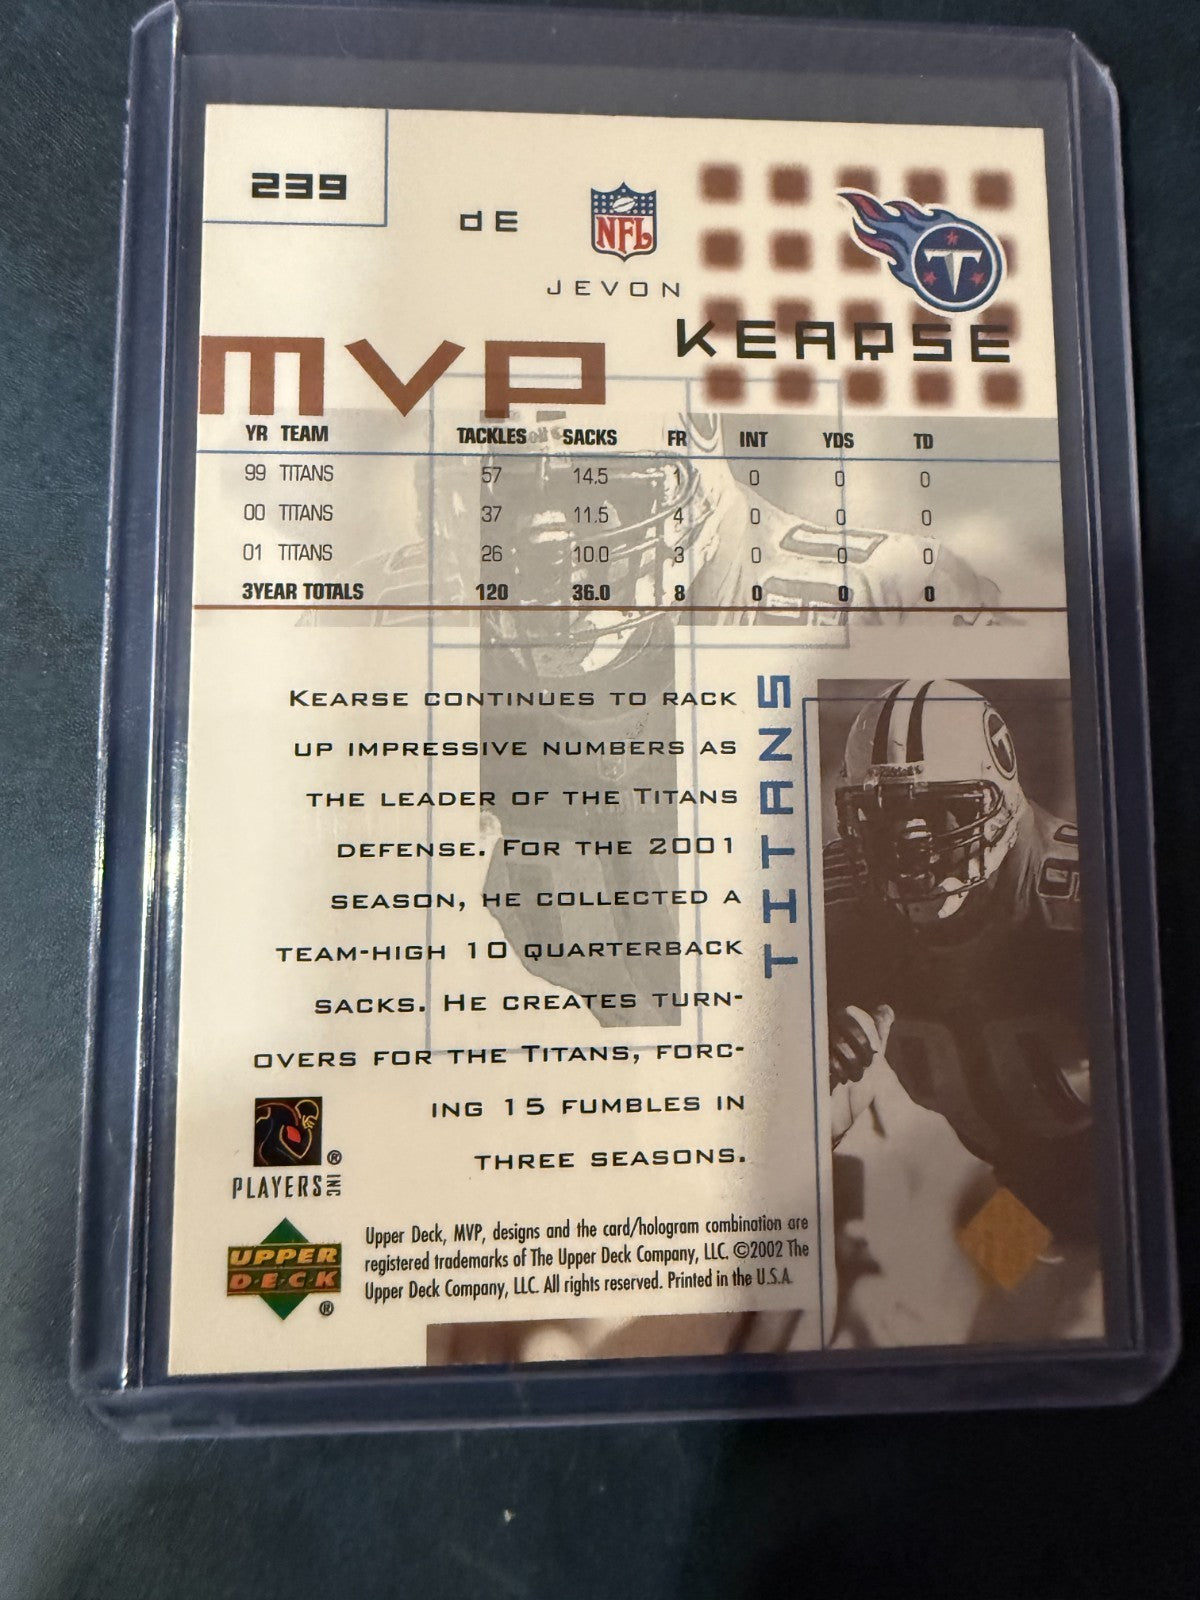 239
dE
NFL
JEVON
KEARSE
T
MVP
YR TEAM TACKLES SACKS FR INT YDS TD
99 TITANS 57 14.5 1 0 0 0
00 TITANS 37 11.5 4 0 0 0
01 TITANS 26 10.0 3 0 0 0
3YEAR TOTALS 120 36.0 8 0 0 0
KEARSE CONTINUES TO RACK
UP IMPRESSIVE NUMBERS AS
THE LEADER OF THE TITANS
DEFENSE. FOR THE 2001
SEASON, HE COLLECTED A
TEAM-HIGH 10 QUARTERBACK
SACKS. HE CREATES TURN-
OVERS FOR THE TITANS, FORC-
ING 15 FUMBLES IN
THREE SEASONS.
TITANS
PLAYERS INC ®
UPPER
DECK ®
Upper Deck, MVP, designs and the card/hologram combination are
registered trademarks of The Upper Deck Company, LLC. ©2002 The
Upper Deck Company, LLC. All rights reserved. Printed in the U.S.A.